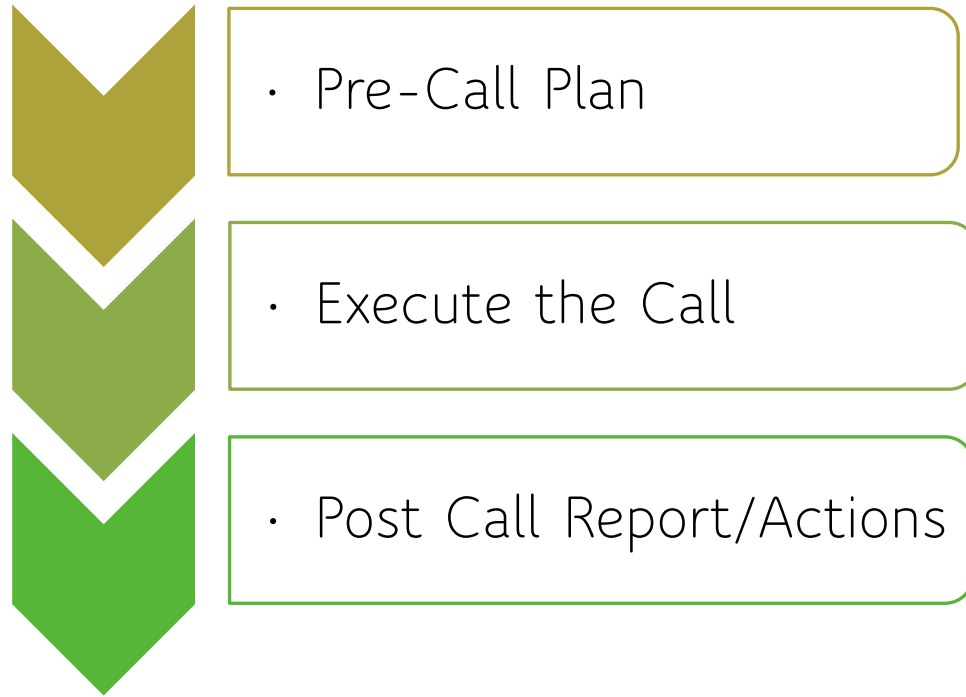 · Pre-Call Plan
· Execute the Call
· Post Call Report/Actions